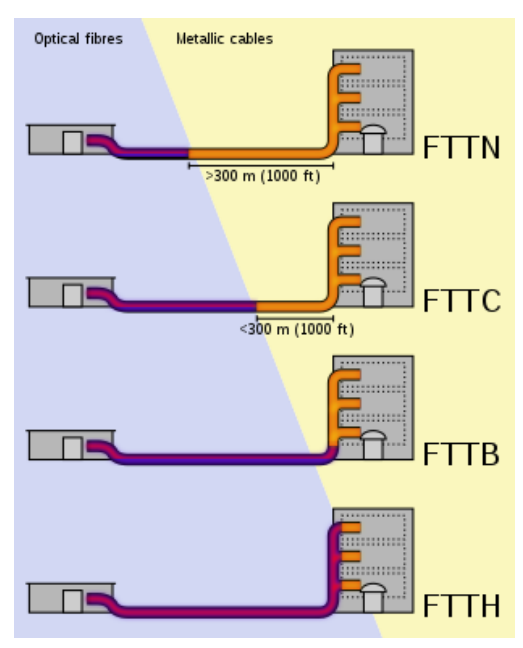 Optical fibres
Metallic cables
FTTN
>300 m (1000 ft)
FTTC
<300 m (1000 ft)
FTTB
FTTH